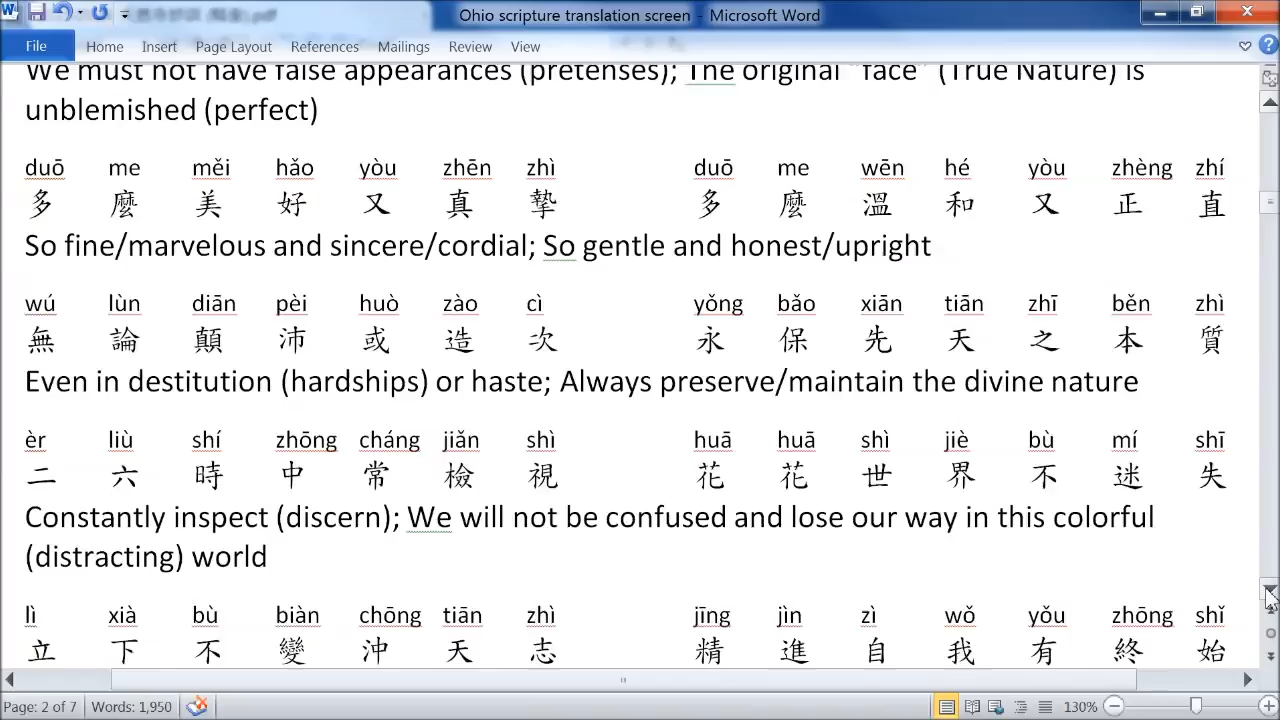 Ohio scripture translation screen - Microsoft Word
File Home Insert Page Layout References Mailings Review View
We must not have false appearances (pretenses); The original "face" (True Nature) is
unblemished (perfect)
duō me měi hǎo yòu zhēn zhì duō me wēn hé yòu zhèng zhí
多 麼 美 好 又 真 摯 多 麼 溫 和 又 正 直
So fine/marvelous and sincere/cordial; So gentle and honest/upright
wú lùn diān pèi huò zào cì yǒng bǎo xiān tiān zhī běn zhì
無 論 顛 沛 或 造 次 永 保 先 天 之 本 質
Even in destitution (hardships) or haste; Always preserve/maintain the divine nature
èr liù shí zhōng cháng jiǎn shì huā huā shì jiè bù mí shī
二 六 時 中 常 檢 視 花 花 世 界 不 迷 失
Constantly inspect (discern); We will not be confused and lose our way in this colorful
(distracting) world
lì xià bù biàn chōng tiān zhì jīng jìn zì wǒ yǒu zhōng shǐ
立 下 不 變 沖 天 志 精 進 自 我 有 終 始
Page: 2 of 7 Words: 1,950 130%